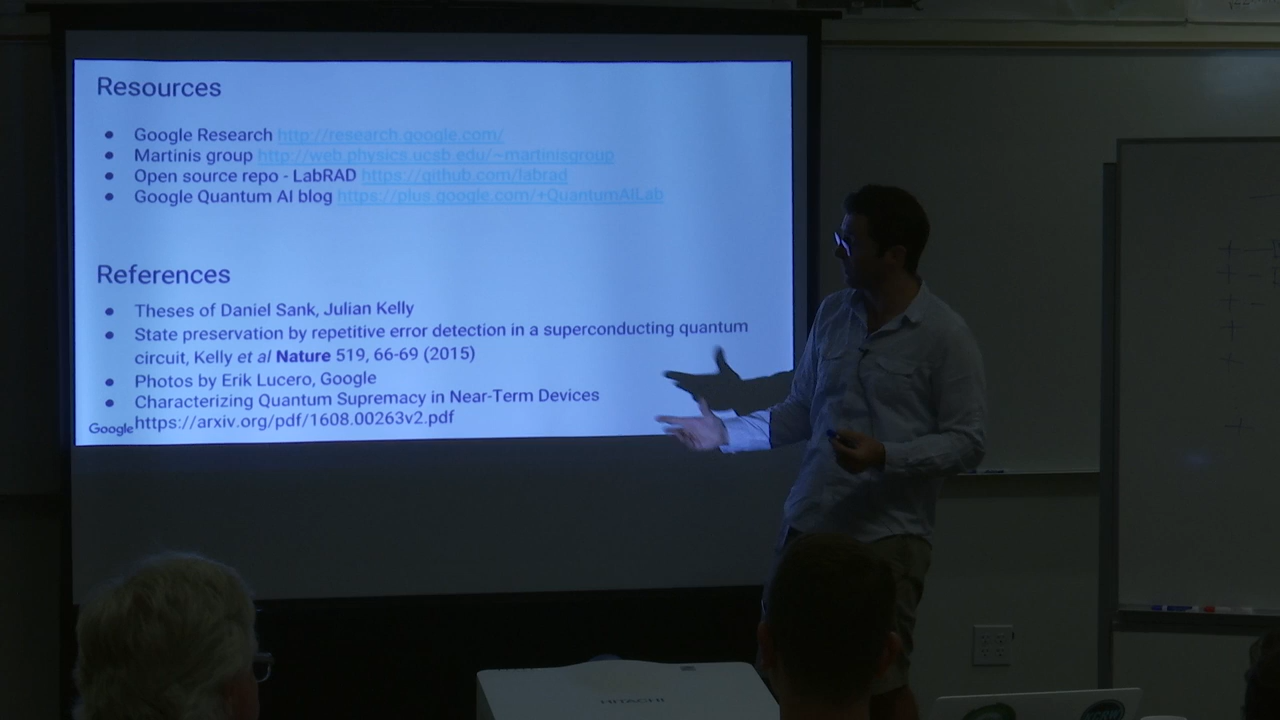 Resources
● Google Research http://research.google.com/
● Martinis group http://web.physics.ucsb.edu/~martinisgroup
● Open source repo - LabRAD https://github.com/labrad
● Google Quantum AI blog https://plus.google.com/+QuantumAILab
References
● Theses of Daniel Sank, Julian Kelly
● State preservation by repetitive error detection in a superconducting quantum
circuit, Kelly et al Nature 519, 66-69 (2015)
● Photos by Erik Lucero, Google
● Characterizing Quantum Supremacy in Near-Term Devices
https://arxiv.org/pdf/1608.00263v2.pdf
Google
HITACHI